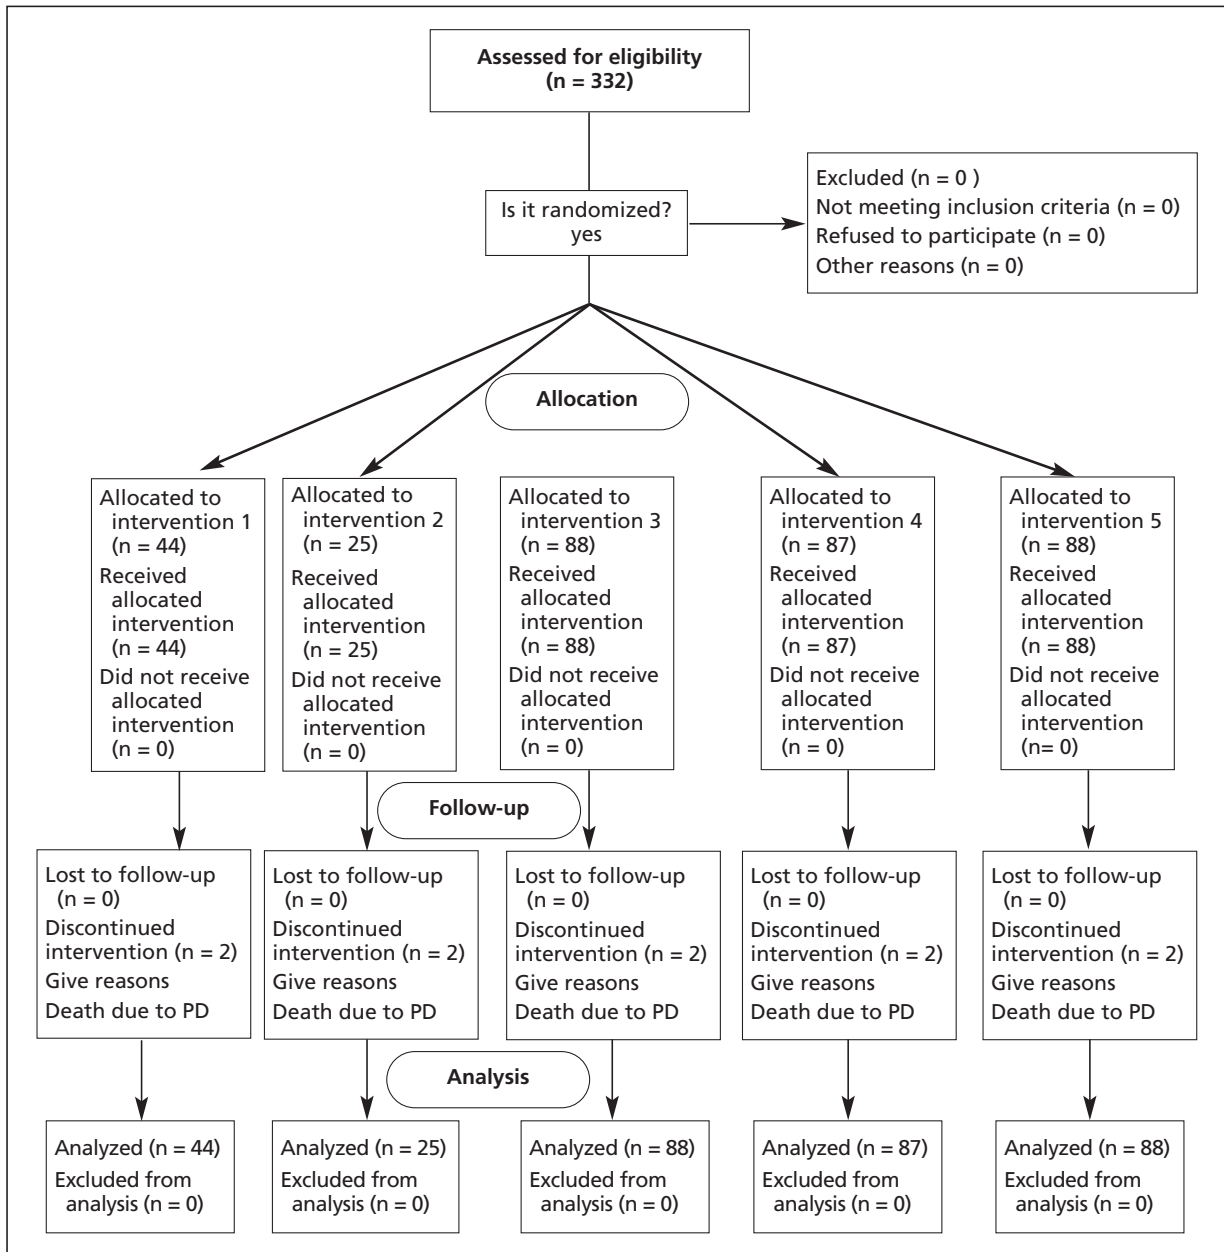 Assessed for eligibility
(n = 332)
Is it randomized?
yes
Excluded (n = 0 )
Not meeting inclusion criteria (n = 0)
Refused to participate (n = 0)
Other reasons (n = 0)
Allocation
Allocated to
intervention 1
(n = 44)
Received
allocated
intervention
(n = 44)
Did not receive
allocated
intervention
(n = 0)
Allocated to
intervention 2
(n = 25)
Received
allocated
intervention
(n = 25)
Did not receive
allocated
intervention
(n = 0)
Allocated to
intervention 3
(n = 88)
Received
allocated
intervention
(n = 88)
Did not receive
allocated
intervention
(n = 0)
Allocated to
intervention 4
(n = 87)
Received
allocated
intervention
(n = 87)
Did not receive
allocated
intervention
(n = 0)
Allocated to
intervention 5
(n = 88)
Received
allocated
intervention
(n = 88)
Did not receive
allocated
intervention
(n= 0)
Follow-up
Lost to follow-up
(n = 0)
Discontinued
intervention (n = 2)
Give reasons
Death due to PD
Lost to follow-up
(n = 0)
Discontinued
intervention (n = 2)
Give reasons
Death due to PD
Lost to follow-up
(n = 0)
Discontinued
intervention (n = 2)
Give reasons
Death due to PD
Lost to follow-up
(n = 0)
Discontinued
intervention (n = 2)
Give reasons
Death due to PD
Lost to follow-up
(n = 0)
Discontinued
intervention (n = 2)
Give reasons
Death due to PD
Analysis
Analyzed (n = 44)
Excluded from
analysis (n = 0)
Analyzed (n = 25)
Excluded from
analysis (n = 0)
Analyzed (n = 88)
Excluded from
analysis (n = 0)
Analyzed (n = 87)
Excluded from
analysis (n = 0)
Analyzed (n = 88)
Excluded from
analysis (n = 0)